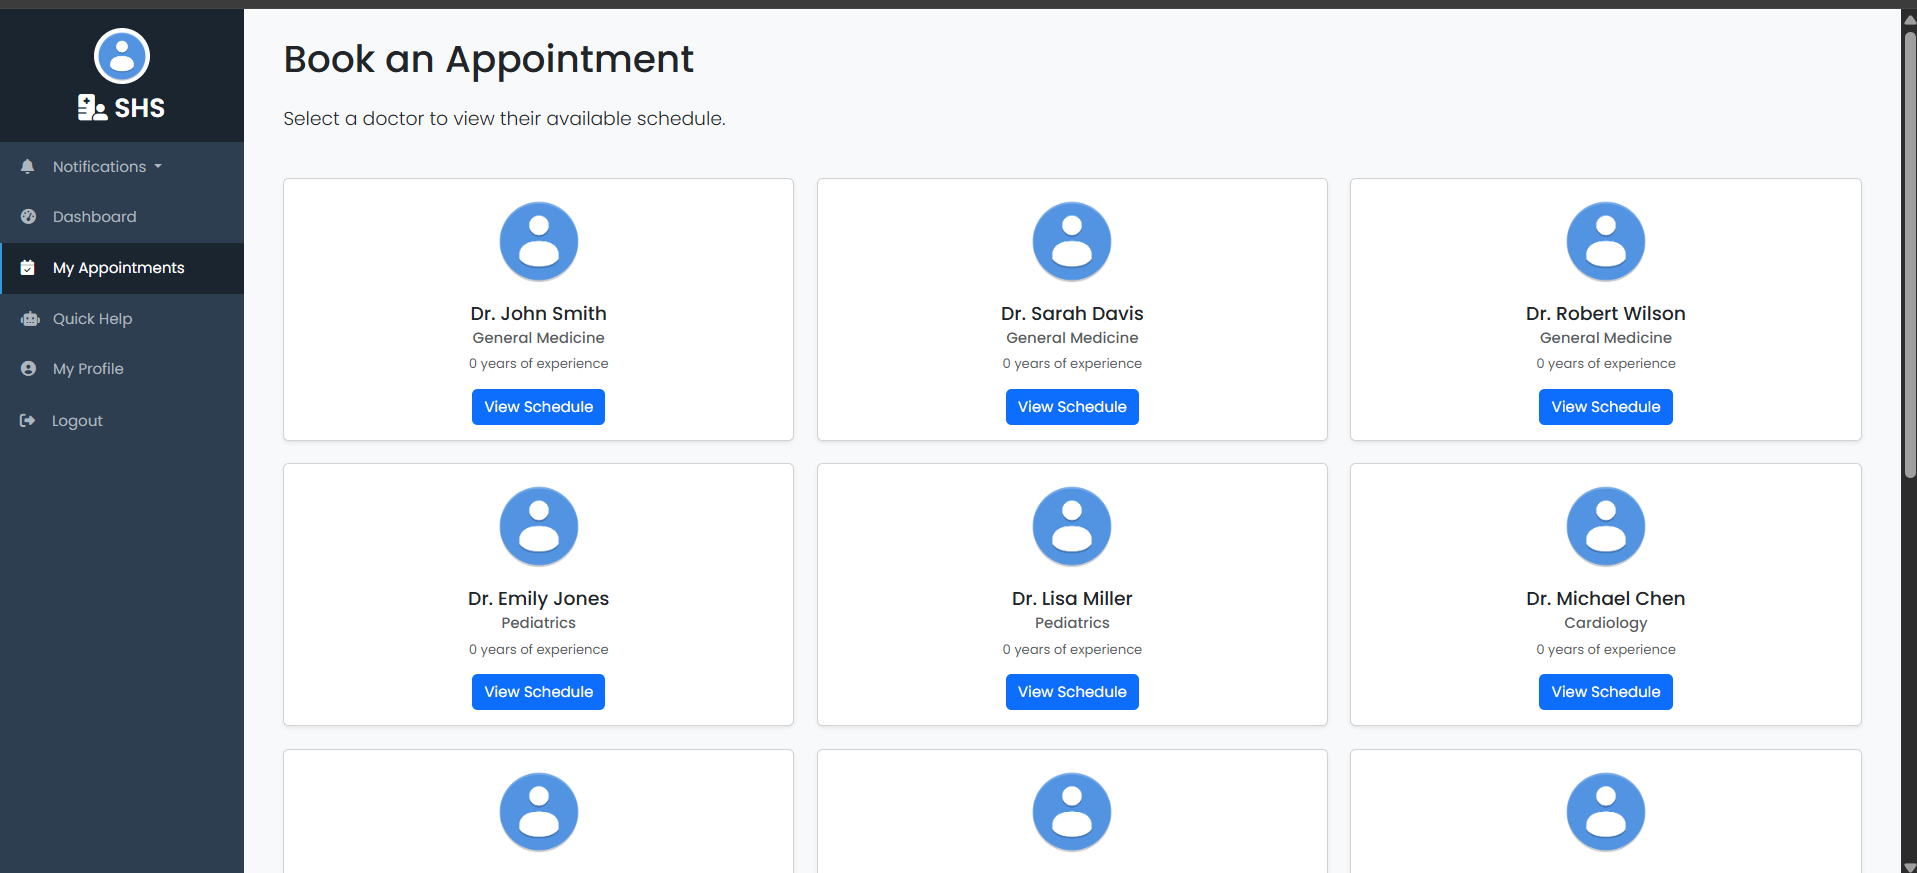 SHS
Notifications
Dashboard
My Appointments
Quick Help
My Profile
Logout
Book an Appointment
Select a doctor to view their available schedule.
Dr. John Smith
General Medicine
0 years of experience
View Schedule
Dr. Sarah Davis
General Medicine
0 years of experience
View Schedule
Dr. Robert Wilson
General Medicine
0 years of experience
View Schedule
Dr. Emily Jones
Pediatrics
0 years of experience
View Schedule
Dr. Lisa Miller
Pediatrics
0 years of experience
View Schedule
Dr. Michael Chen
Cardiology
0 years of experience
View Schedule